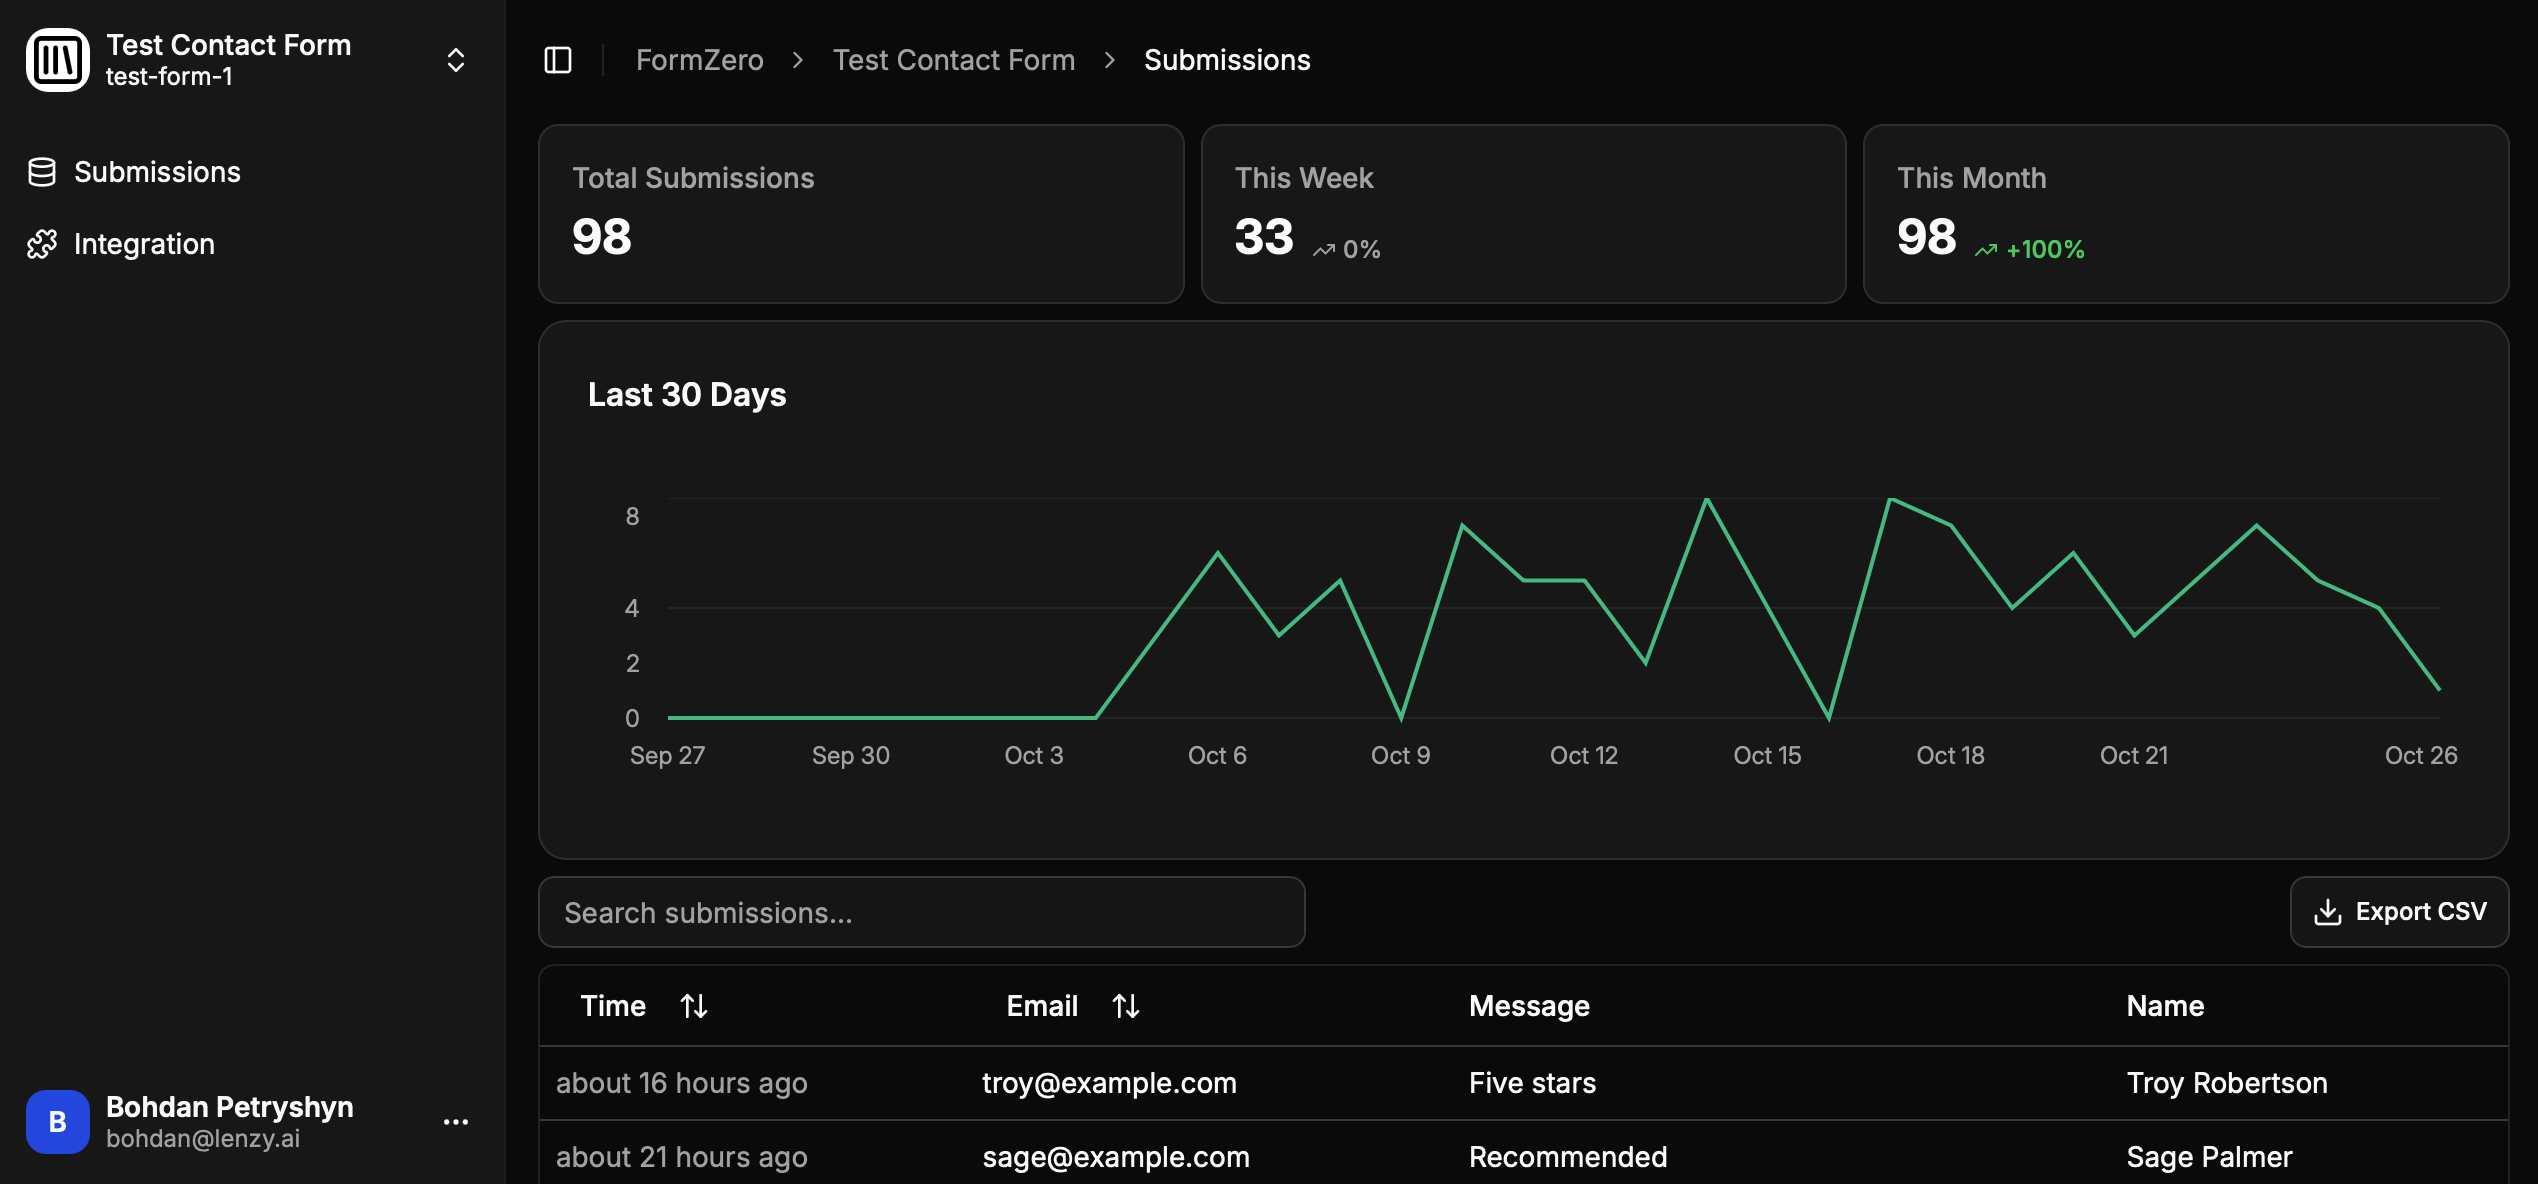 Test Contact Form
test-form-1
Submissions
Integration
Bohdan Petryshyn
bohdan@lenzy.ai
B
FormZero > Test Contact Form > Submissions
Total Submissions
98
This Week
33 0%
This Month
98 +100%
Last 30 Days
8
4
2
0
Sep 27 Sep 30 Oct 3 Oct 6 Oct 9 Oct 12 Oct 15 Oct 18 Oct 21 Oct 26
Search submissions...
Export CSV
Time Email Message Name
about 16 hours ago troy@example.com Five stars Troy Robertson
about 21 hours ago sage@example.com Recommended Sage Palmer